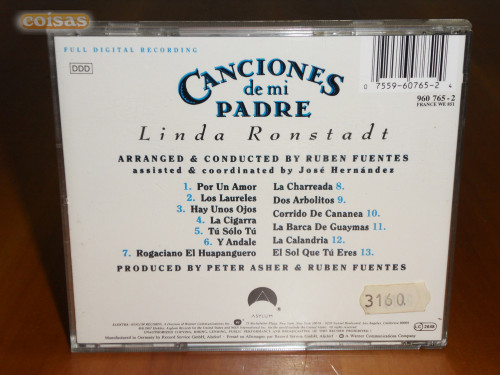 coisas
FULL DIGITAL RECORDING
DDD
CANCIONES
de mi
PADRE
Linda Ronstadt
0 7559-60765-2 4
960 765-2
FRANCE WE 851
ARRANGED & CONDUCTED BY RUBEN FUENTES
assisted & coordinated by José Hernández
1. Por Un Amor
2. Los Laureles
3. Hay Unos Ojos
4. La Cigarra
5. Tú Sólo Tú
6. Y Andale
7. Rogaciano El Huapanguero
La Charreada 8.
Dos Arbolitos 9.
Corrido De Cananea 10.
La Barca De Guaymas 11.
La Calandria 12.
El Sol Que Tú Eres 13.
PRODUCED BY PETER ASHER & RUBEN FUENTES
ASYLUM
3160